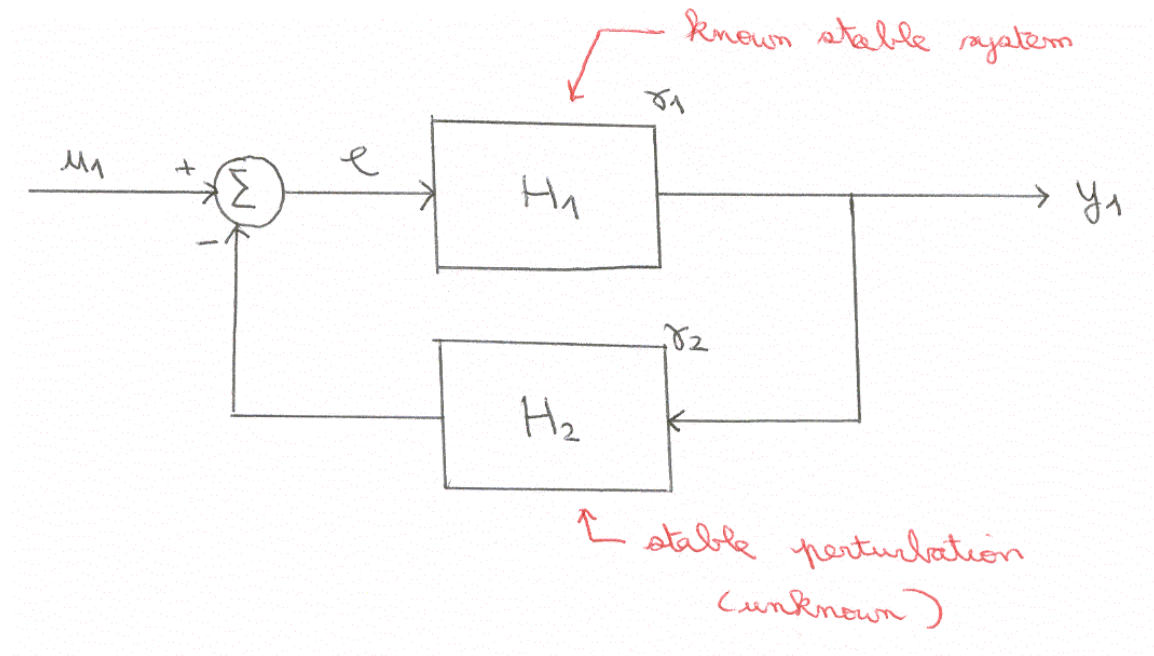 known stable system
γ1
u1
+
Σ
e
H1
y1
-
γ2
H2
stable perturbation
(unknown)